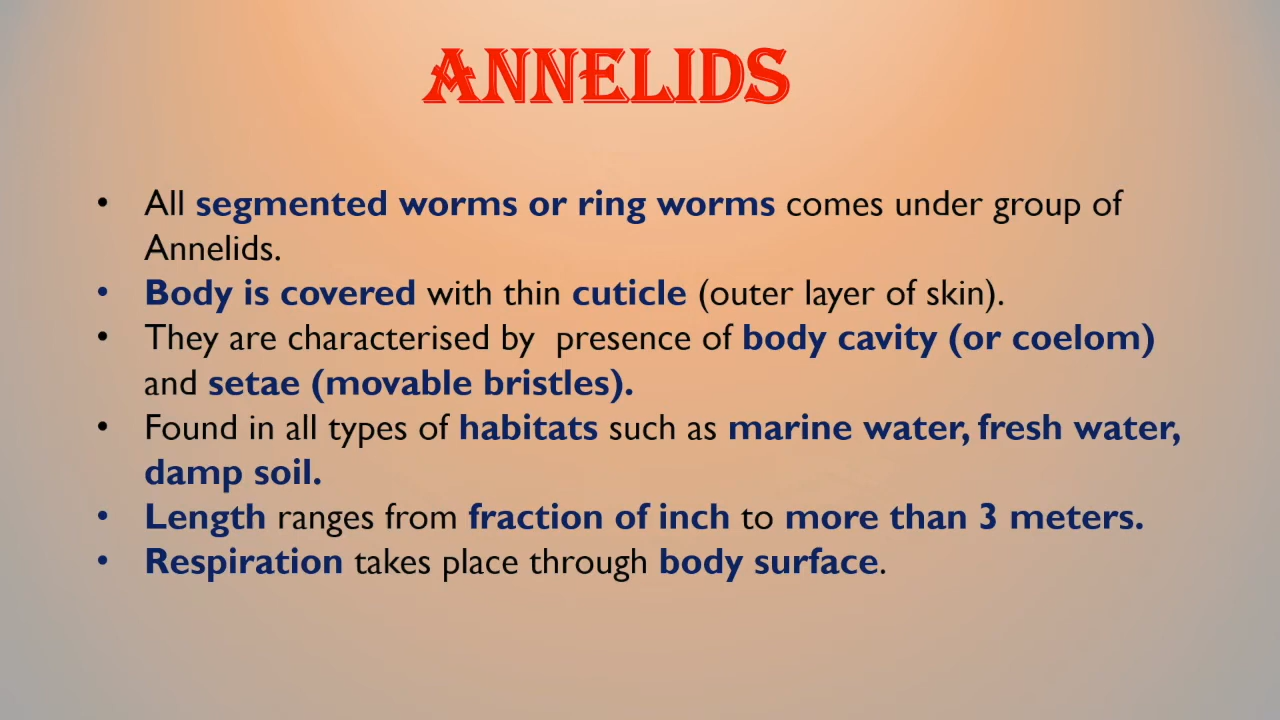 ANNELIDS
• All segmented worms or ring worms comes under group of
Annelids.
• Body is covered with thin cuticle (outer layer of skin).
• They are characterised by  presence of body cavity (or coelom)
and setae (movable bristles).
• Found in all types of habitats such as marine water, fresh water,
damp soil.
• Length ranges from fraction of inch to more than 3 meters.
• Respiration takes place through body surface.